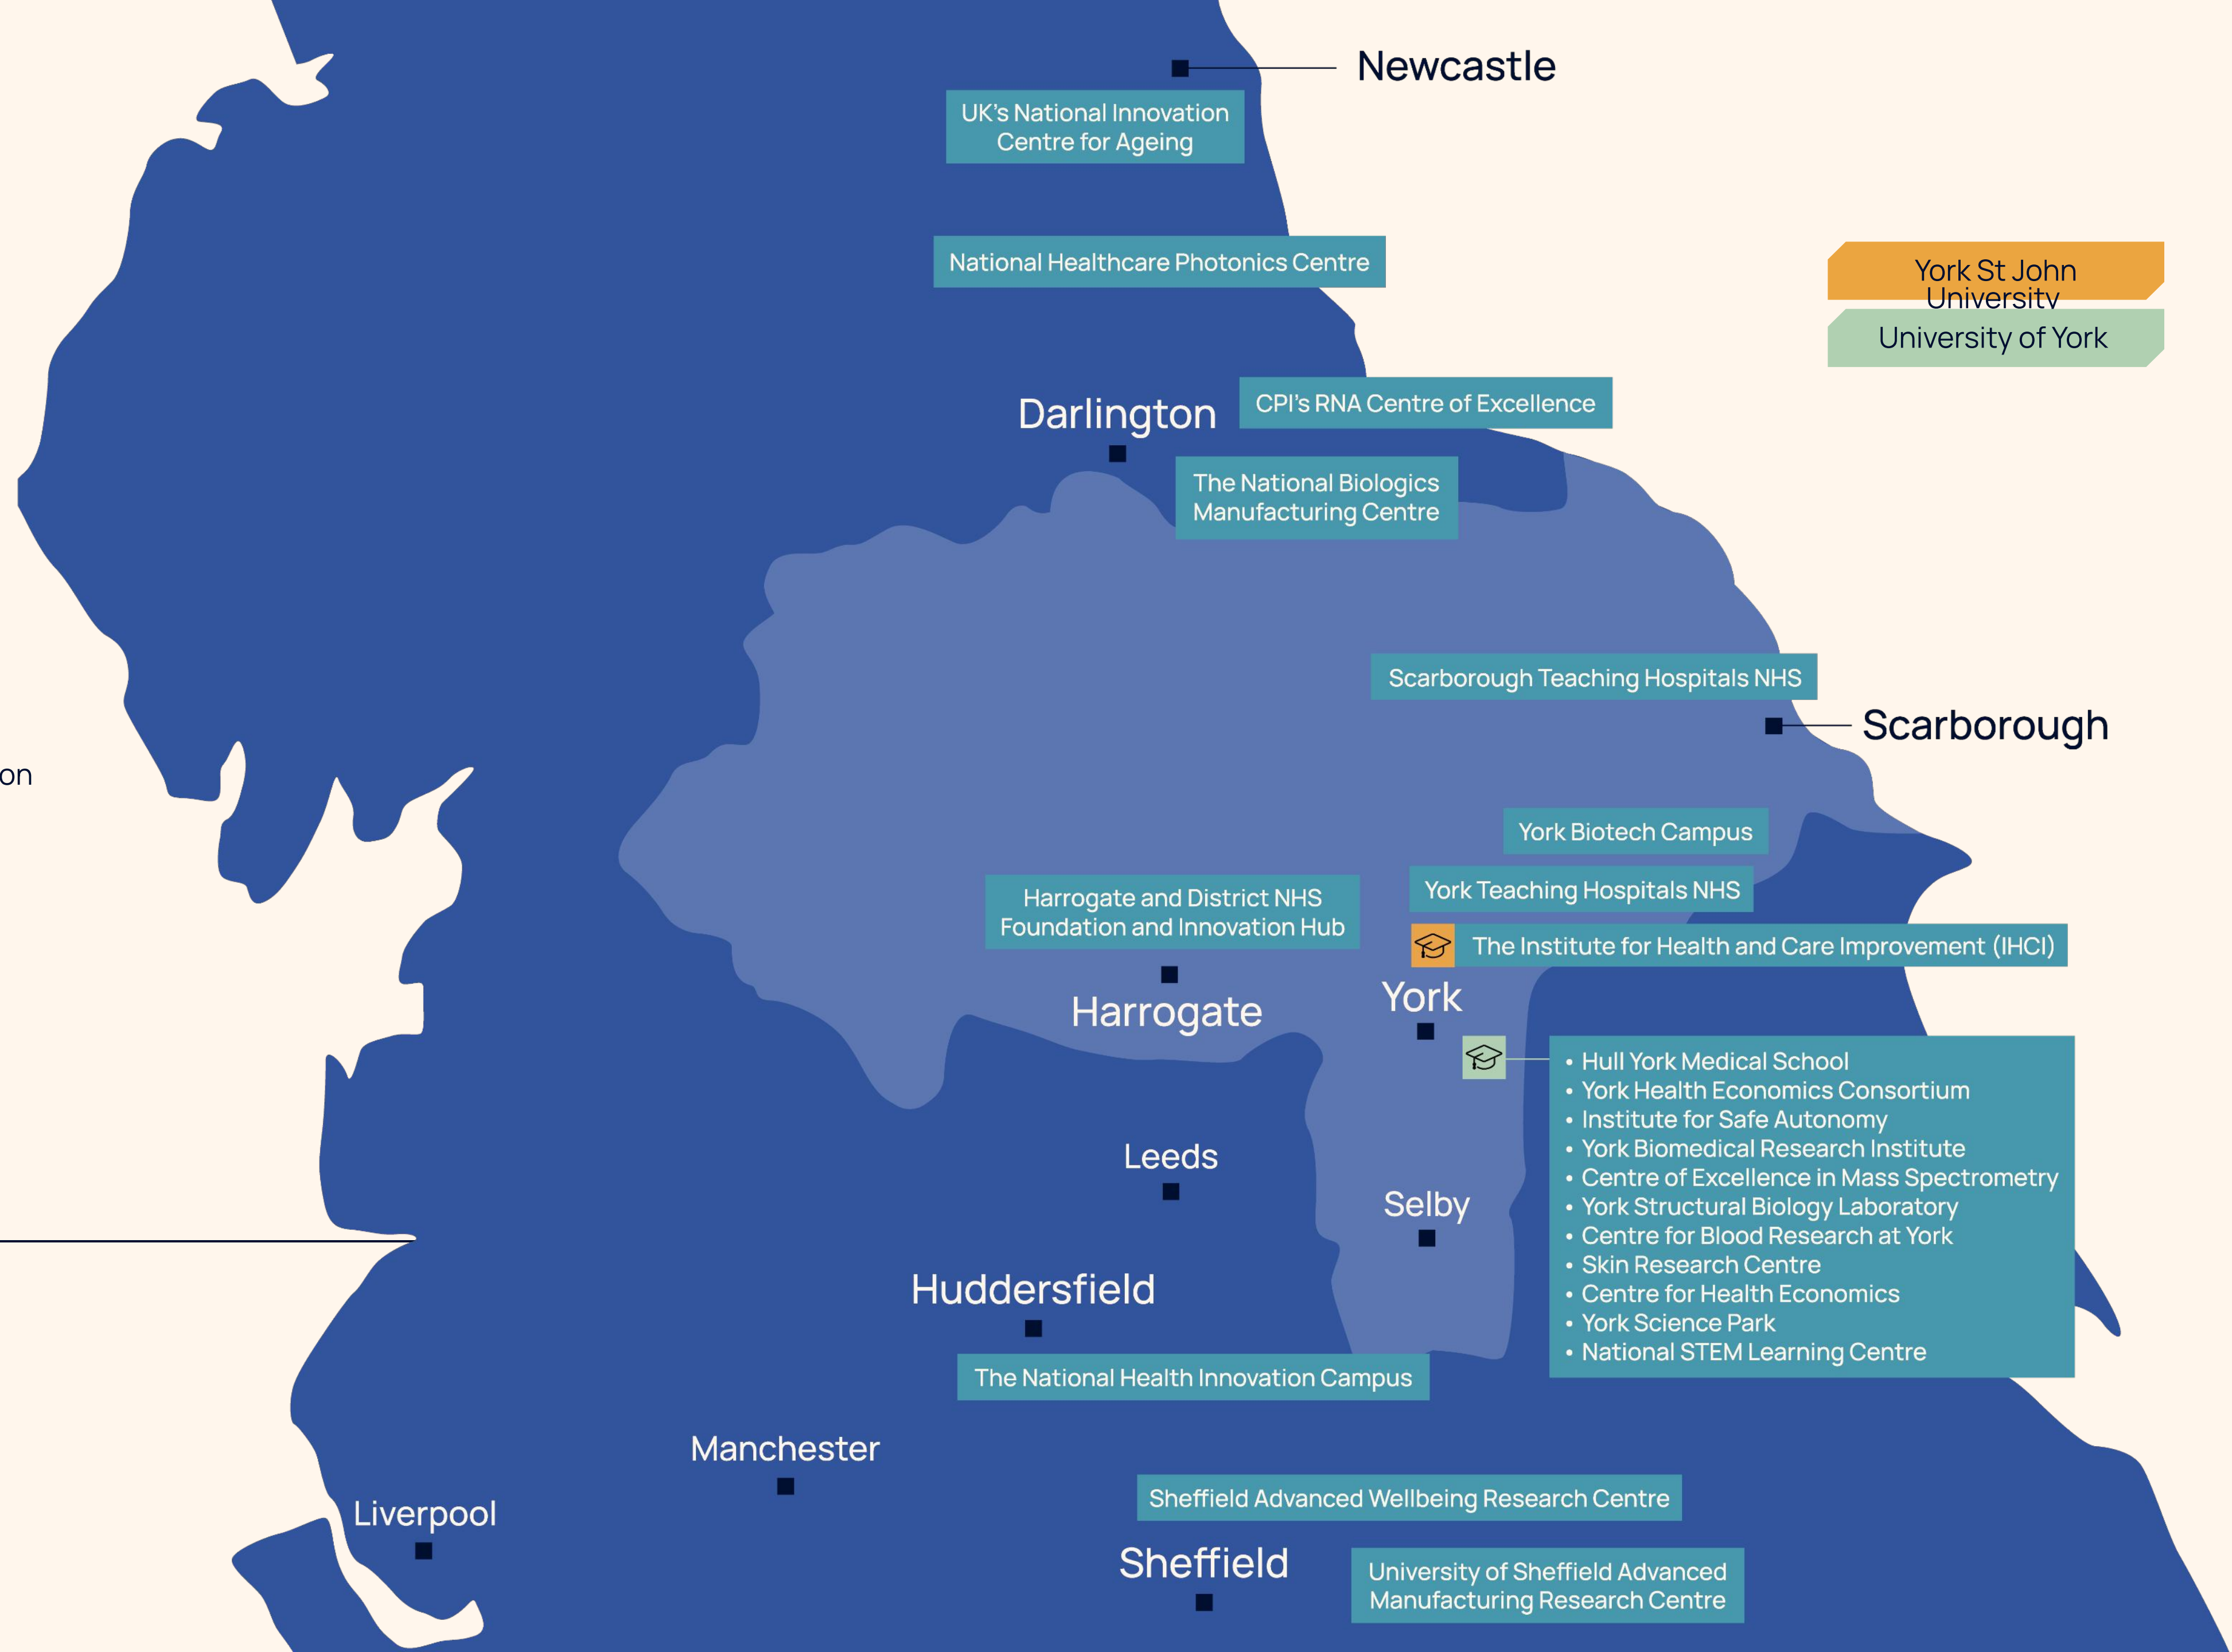 Newcastle
UK's National Innovation
Centre for Ageing
National Healthcare Photonics Centre
York St John
University
University of York
Darlington
CPI's RNA Centre of Excellence
The National Biologics
Manufacturing Centre
Scarborough Teaching Hospitals NHS
Scarborough
on
York Biotech Campus
York Teaching Hospitals NHS
Harrogate and District NHS
Foundation and Innovation Hub
The Institute for Health and Care Improvement (IHCI)
Harrogate
York
• Hull York Medical School
• York Health Economics Consortium
• Institute for Safe Autonomy
• York Biomedical Research Institute
• Centre of Excellence in Mass Spectrometry
• York Structural Biology Laboratory
• Centre for Blood Research at York
• Skin Research Centre
• Centre for Health Economics
• York Science Park
• National STEM Learning Centre
Leeds
Selby
Huddersfield
The National Health Innovation Campus
Manchester
Liverpool
Sheffield Advanced Wellbeing Research Centre
Sheffield
University of Sheffield Advanced
Manufacturing Research Centre